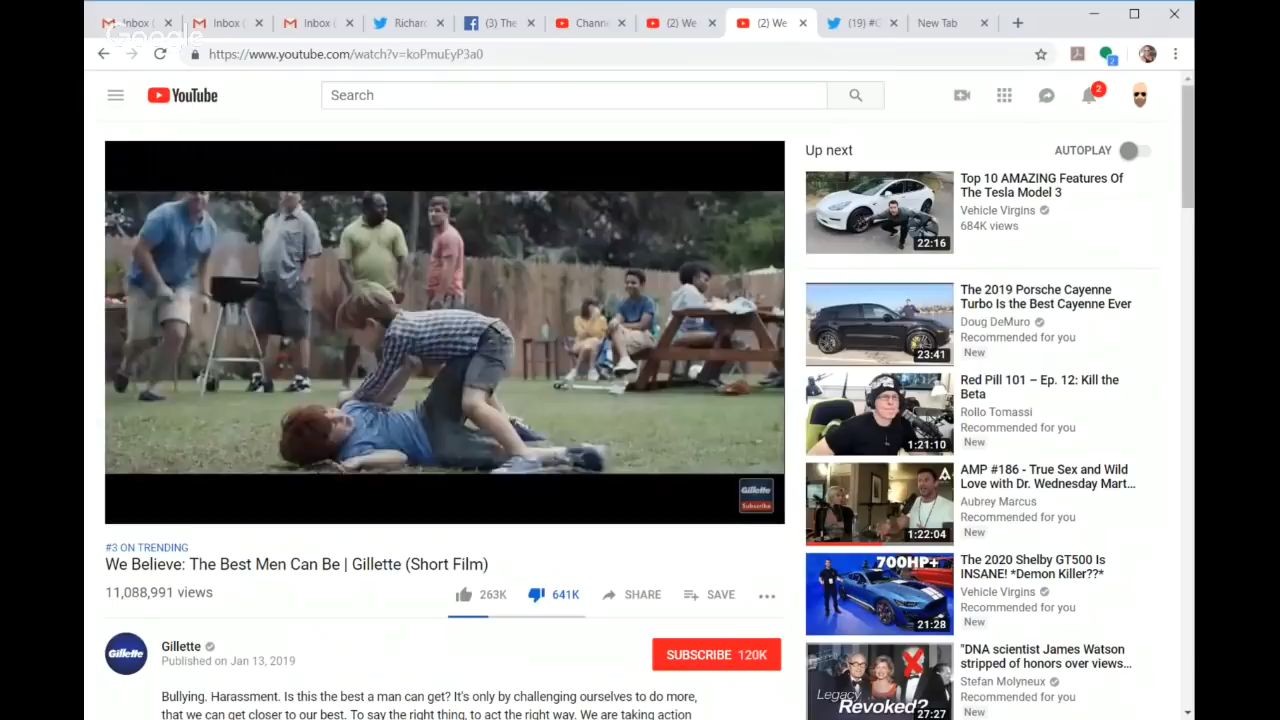 Inbox (
Inbox (
Inbox (
Richar
(3) The
Chann
(2) We
(2) We
(19) #G
New Tab
Google
https://www.youtube.com/watch?v=koPmuEyP3a0
2
YouTube
Search
2
Up next
AUTOPLAY
Top 10 AMAZING Features Of
The Tesla Model 3
Vehicle Virgins
684K views
22:16
The 2019 Porsche Cayenne
Turbo Is the Best Cayenne Ever
Doug DeMuro
Recommended for you
New
23:41
Red Pill 101 – Ep. 12: Kill the
Beta
Rollo Tomassi
Recommended for you
New
1:21:10
AMP #186 - True Sex and Wild
Love with Dr. Wednesday Mart...
Aubrey Marcus
Recommended for you
New
1:22:04
700HP+
The 2020 Shelby GT500 Is
INSANE! *Demon Killer??*
Vehicle Virgins
Recommended for you
New
21:28
"DNA scientist James Watson
stripped of honors over views...
Stefan Molyneux
Recommended for you
New
Legacy
Revoked?
27:27
Gillette
Subscribe
#3 ON TRENDING
We Believe: The Best Men Can Be | Gillette (Short Film)
11,088,991 views
263K
641K
SHARE
SAVE
Gillette
Gillette
Published on Jan 13, 2019
SUBSCRIBE 120K
Bullying. Harassment. Is this the best a man can get? It's only by challenging ourselves to do more,
that we can get closer to our best. To say the right thing, to act the right way. We are taking action